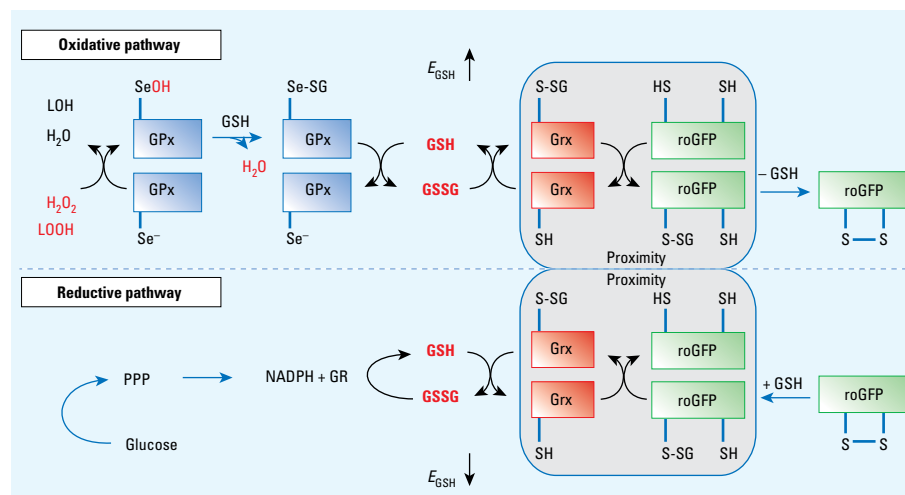 Oxidative pathway
E_GSH
SeOH
Se-SG
S-SG
HS
SH
LOH
H₂O
GPx
GSH
H₂O
GPx
GSH
Grx
roGFP
H₂O₂
LOOH
GPx
GPx
GSSG
Grx
roGFP
– GSH
roGFP
Se⁻
Se⁻
SH
S-SG
SH
S
S
Proximity
Reductive pathway
Proximity
S-SG
HS
SH
PPP
NADPH + GR
GSH
Grx
roGFP
Glucose
GSSG
Grx
roGFP
+ GSH
roGFP
SH
S-SG
SH
S
S
E_GSH